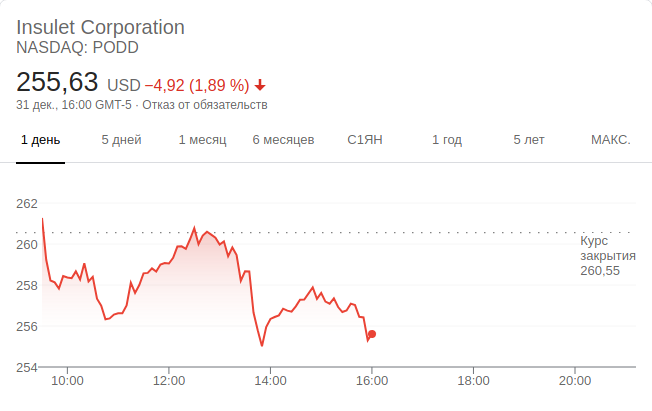 Insulet Corporation
NASDAQ: PODD
255,63 USD −4,92 (1,89 %)
31 дек., 16:00 GMT-5 · Отказ от обязательств
1 день 5 дней 1 месяц 6 месяцев С1ЯН 1 год 5 лет МАКС.
262
260
258
256
254
Курс
закрытия
260,55
10:00 12:00 14:00 16:00 18:00 20:00